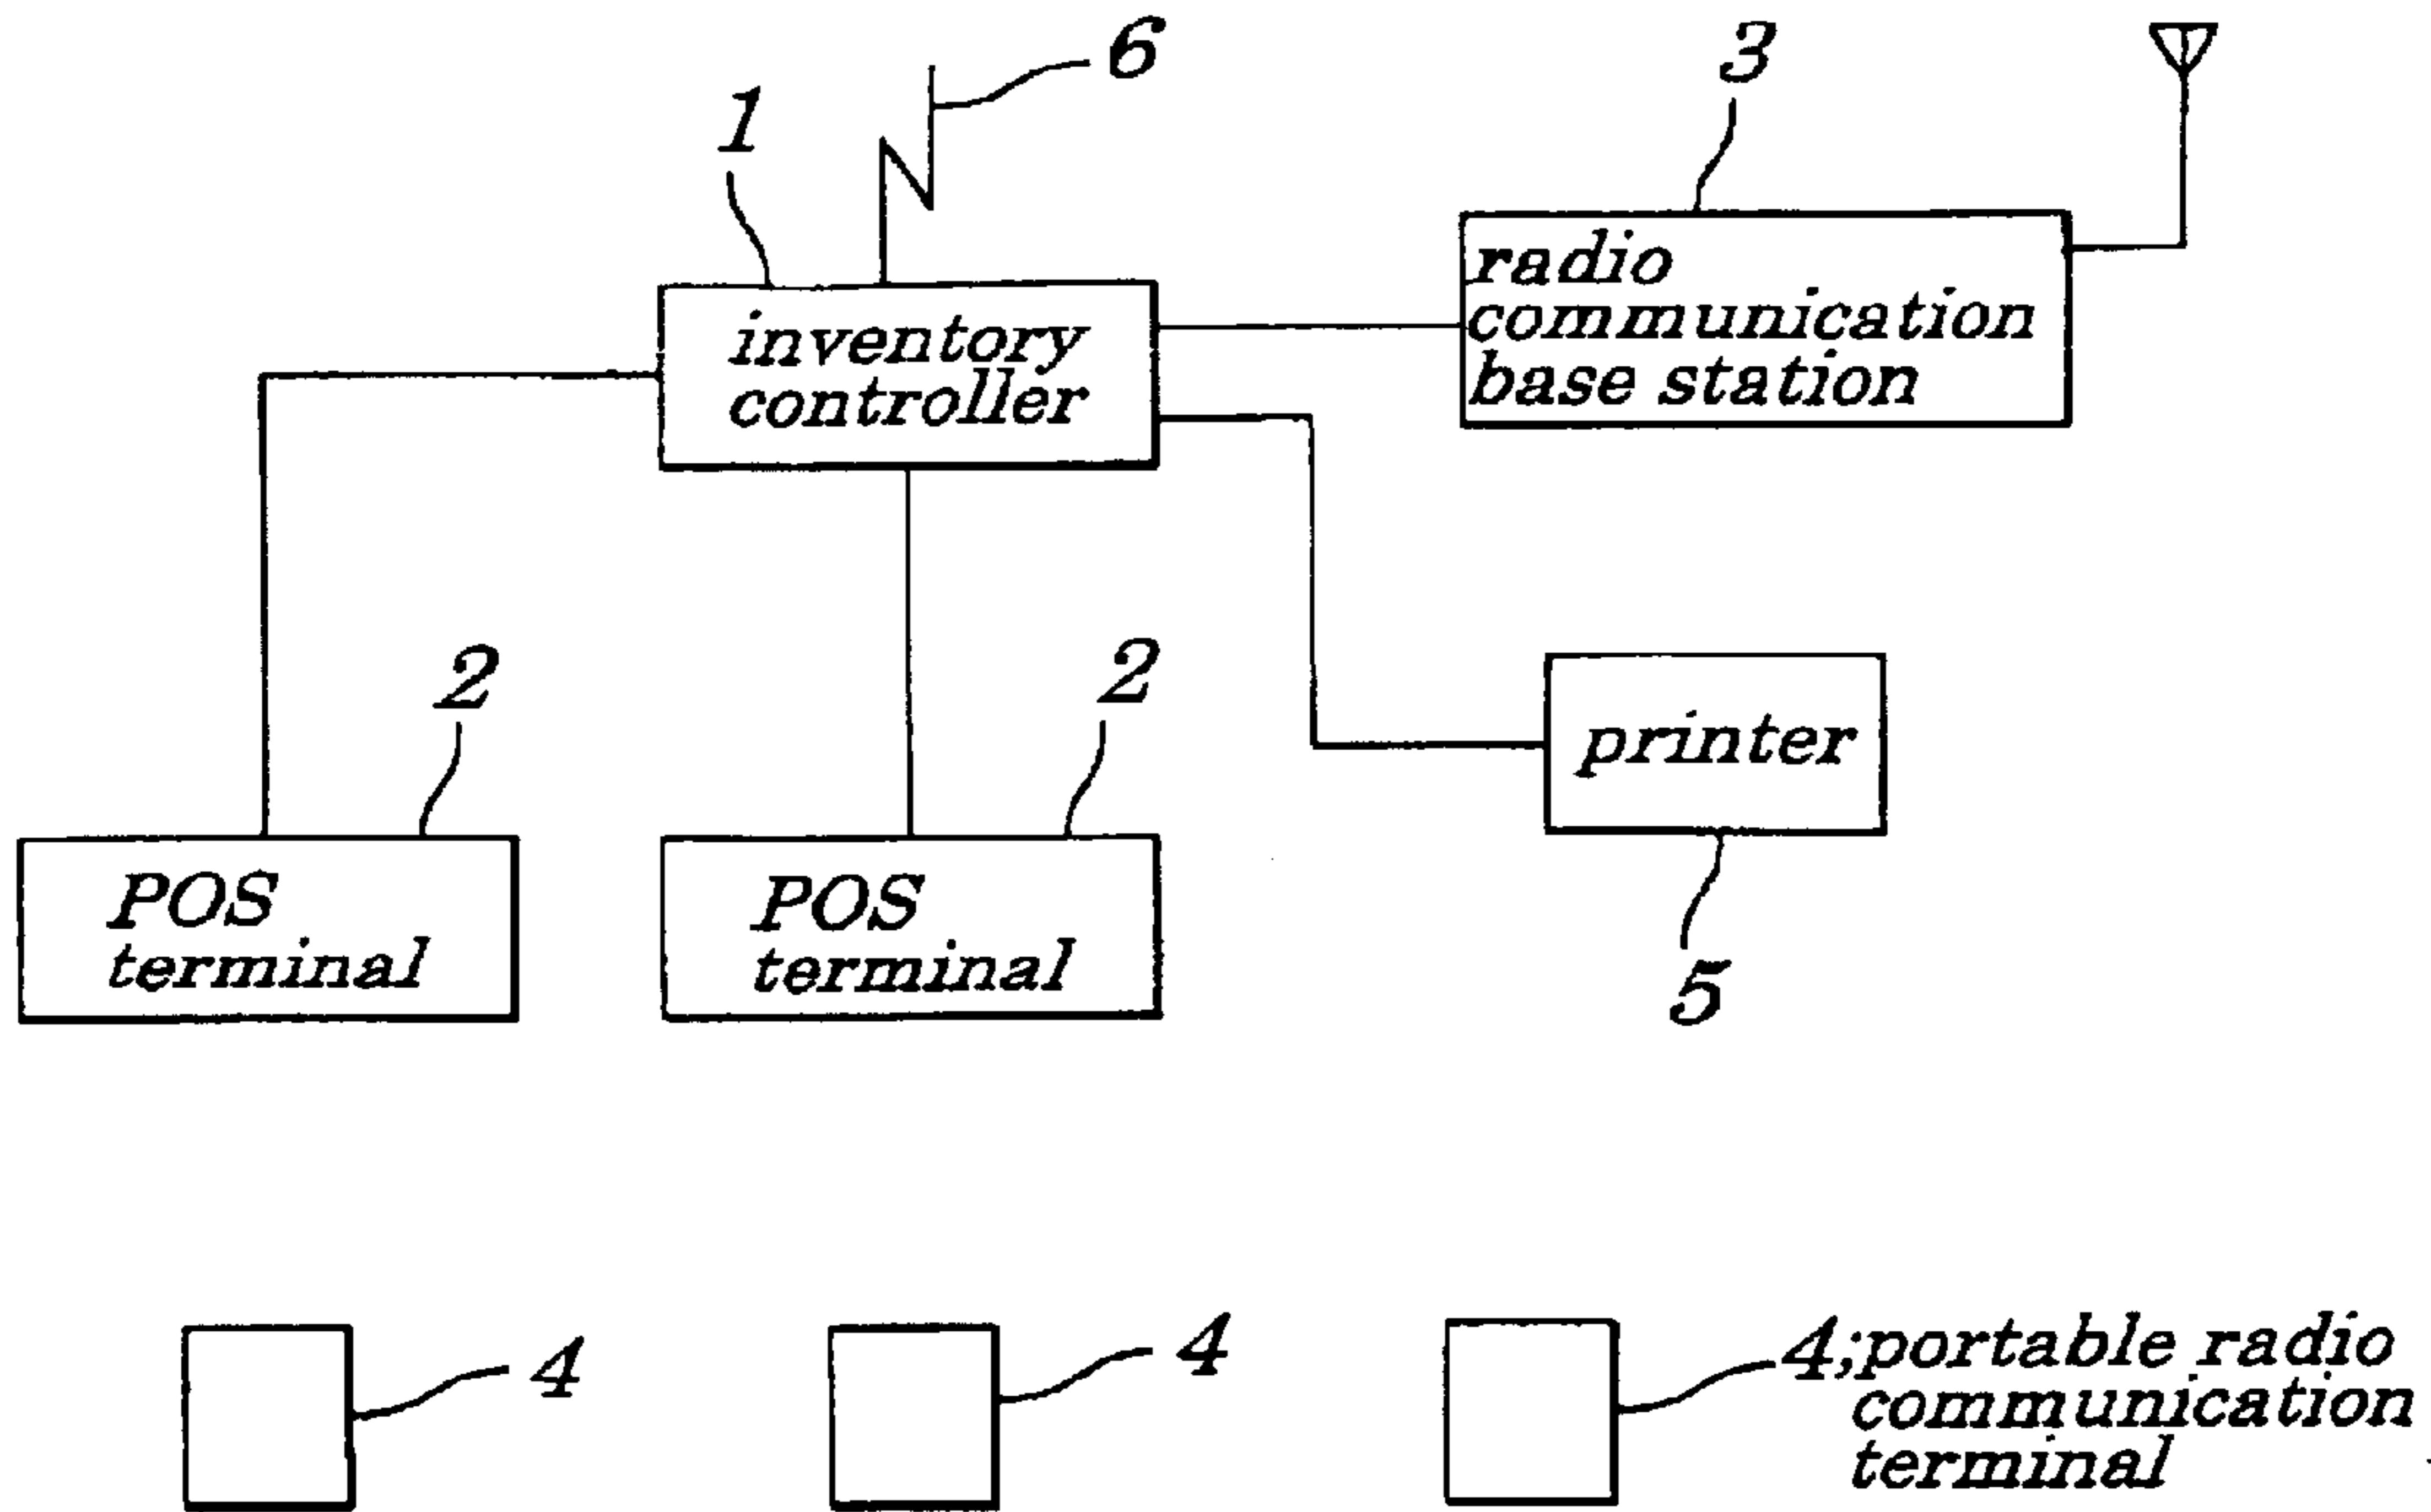 6
3
1
radio
communication
base station
inventory
controller
2
2
printer
POS
terminal
POS
terminal
5
4
4
4;portable radio
communication
terminal